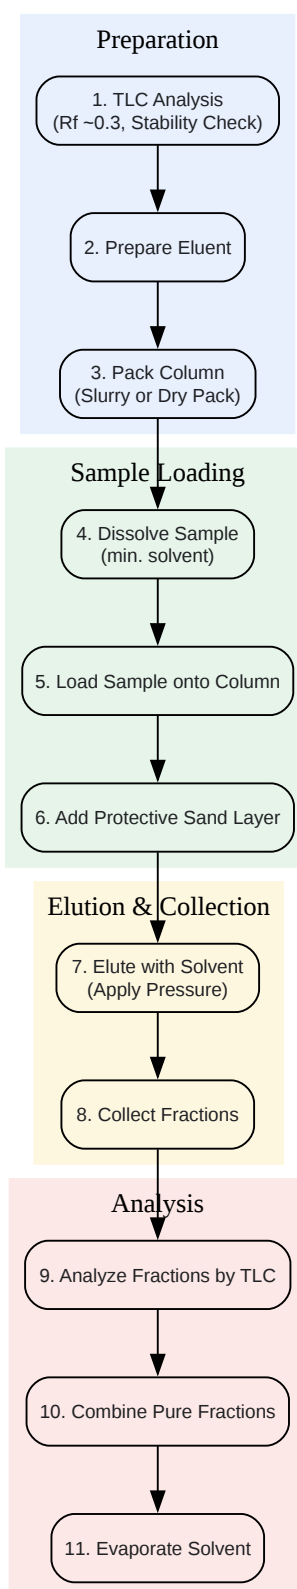 Preparation
1. TLC Analysis
(Rf ~0.3, Stability Check)
2. Prepare Eluent
3. Pack Column
(Slurry or Dry Pack)
Sample Loading
4. Dissolve Sample
(min. solvent)
5. Load Sample onto Column
6. Add Protective Sand Layer
Elution & Collection
7. Elute with Solvent
(Apply Pressure)
8. Collect Fractions
Analysis
9. Analyze Fractions by TLC
10. Combine Pure Fractions
11. Evaporate Solvent